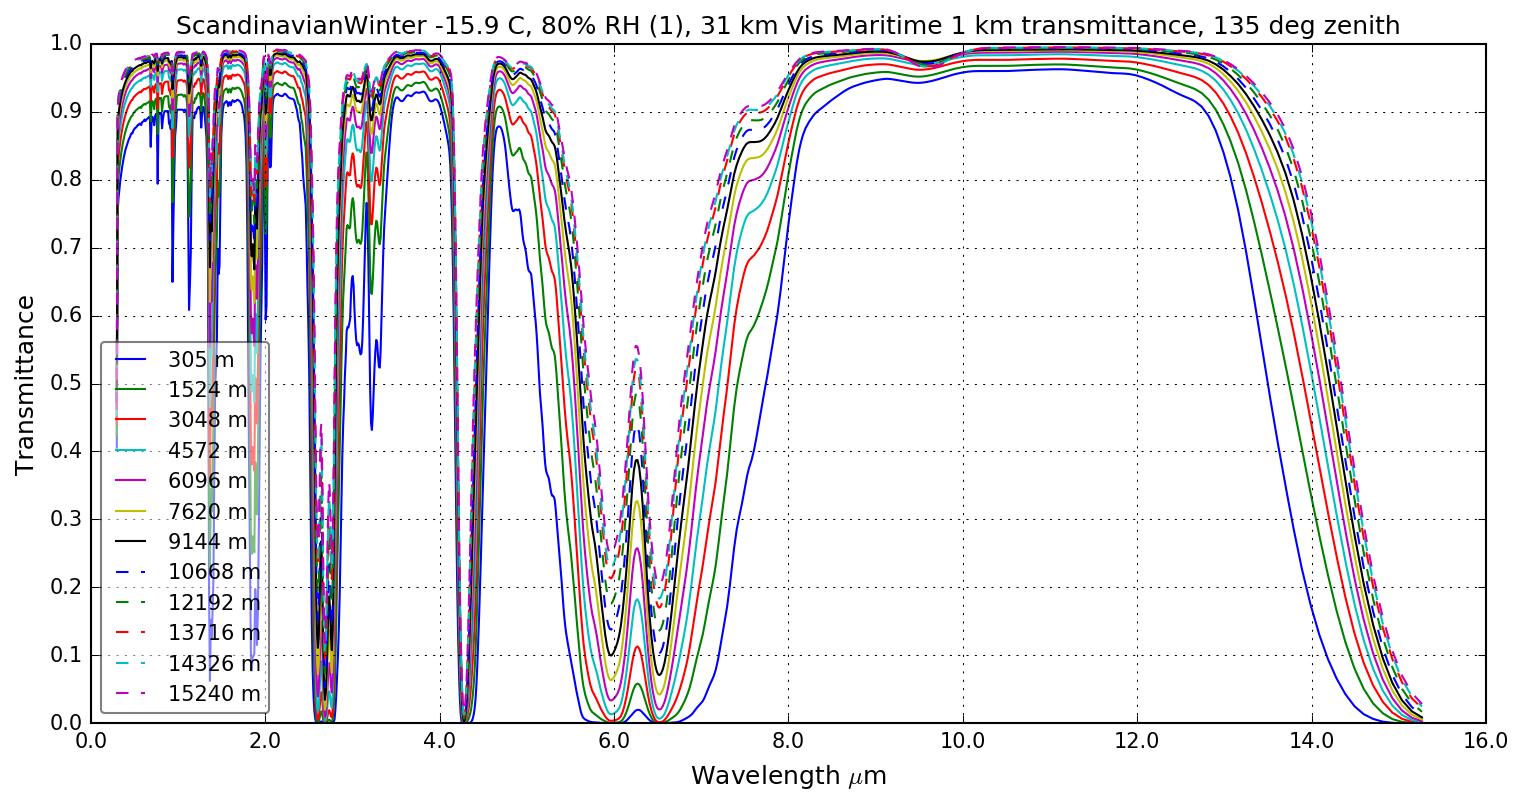 ScandinavianWinter -15.9 C, 80% RH (1), 31 km Vis Maritime 1 km transmittance, 135 deg zenith
1.0
0.9
0.8
0.7
0.6
0.5
0.4
0.3
0.2
0.1
0.0
Transmittance
305 m
1524 m
3048 m
4572 m
6096 m
7620 m
9144 m
10668 m
12192 m
13716 m
14326 m
15240 m
0.0 2.0 4.0 6.0 8.0 10.0 12.0 14.0 16.0
Wavelength μm